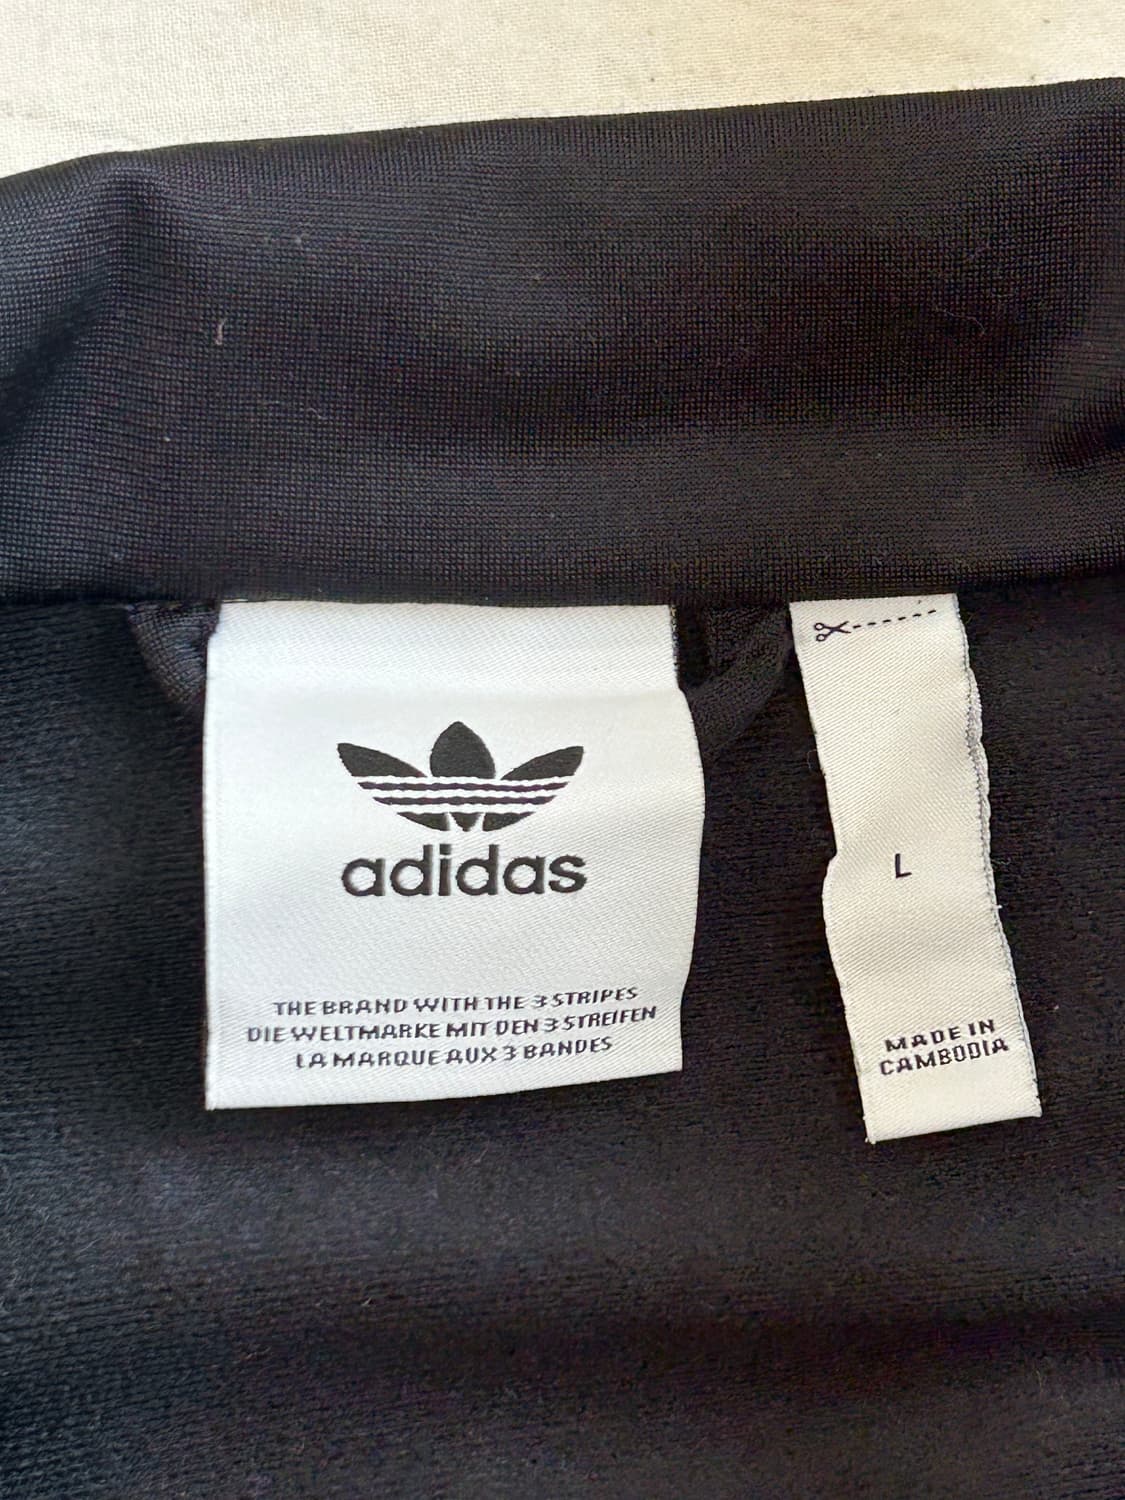 adidas
THE BRAND WITH THE 3 STRIPES
DIE WELTMARKE MIT DEN 3 STREIFEN
LA MARQUE AUX 3 BANDES
L
MADE IN
CAMBODIA